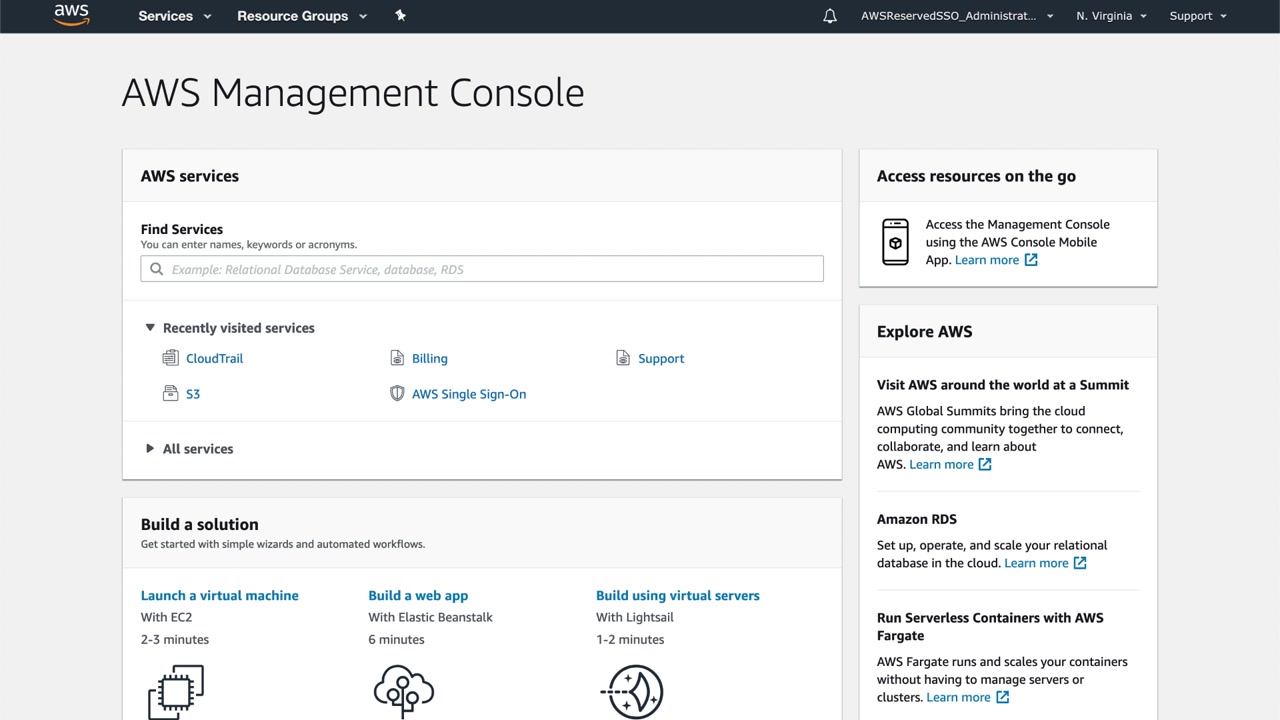 aws
Services
Resource Groups
AWSReservedSSO_Administrat...
N. Virginia
Support
AWS Management Console
AWS services
Find Services
You can enter names, keywords or acronyms.
Example: Relational Database Service, database, RDS
Recently visited services
CloudTrail
Billing
Support
S3
AWS Single Sign-On
All services
Build a solution
Get started with simple wizards and automated workflows.
Launch a virtual machine
With EC2
2-3 minutes
Build a web app
With Elastic Beanstalk
6 minutes
Build using virtual servers
With Lightsail
1-2 minutes
Access resources on the go
Access the Management Console
using the AWS Console Mobile
App. Learn more
Explore AWS
Visit AWS around the world at a Summit
AWS Global Summits bring the cloud
computing community together to connect,
collaborate, and learn about
AWS. Learn more
Amazon RDS
Set up, operate, and scale your relational
database in the cloud. Learn more
Run Serverless Containers with AWS
Fargate
AWS Fargate runs and scales your containers
without having to manage servers or
clusters. Learn more